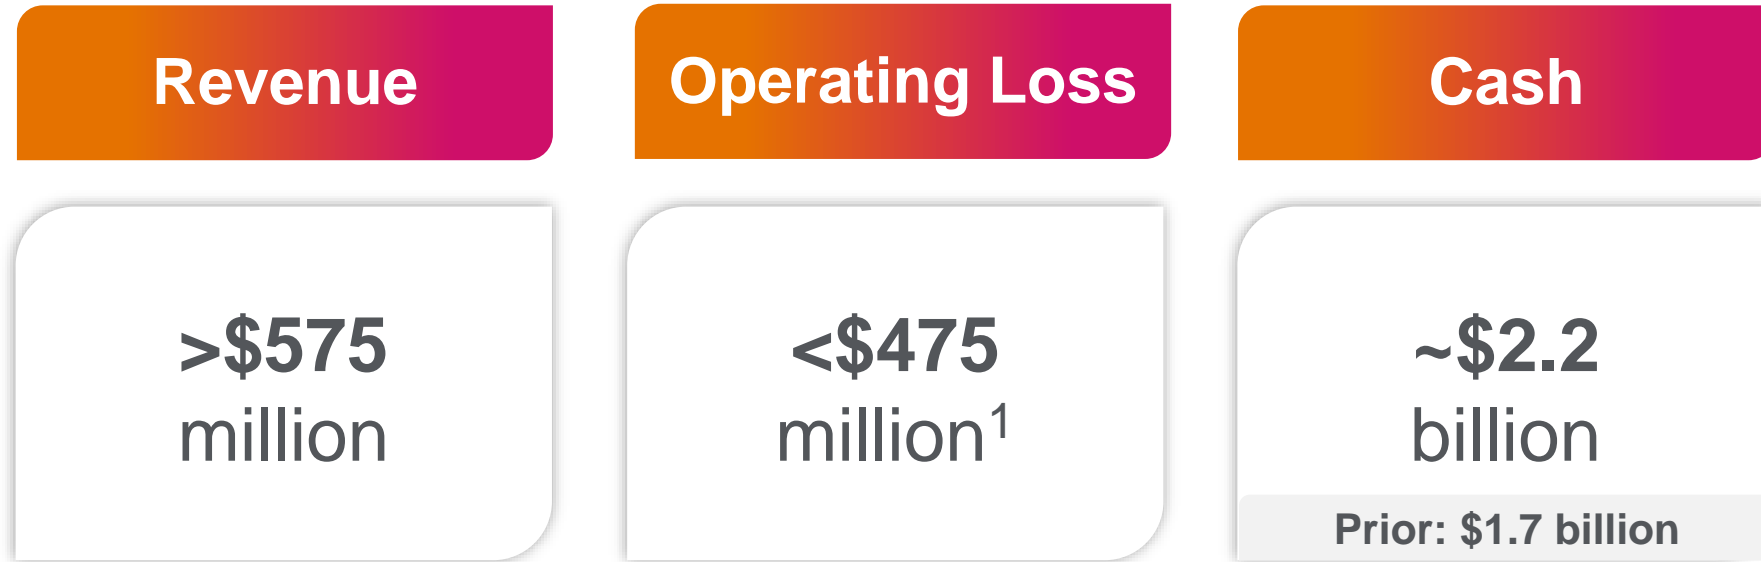 Revenue
>$575
million
Operating Loss
<$475
million¹
Cash
~$2.2
billion
Prior: $1.7 billion